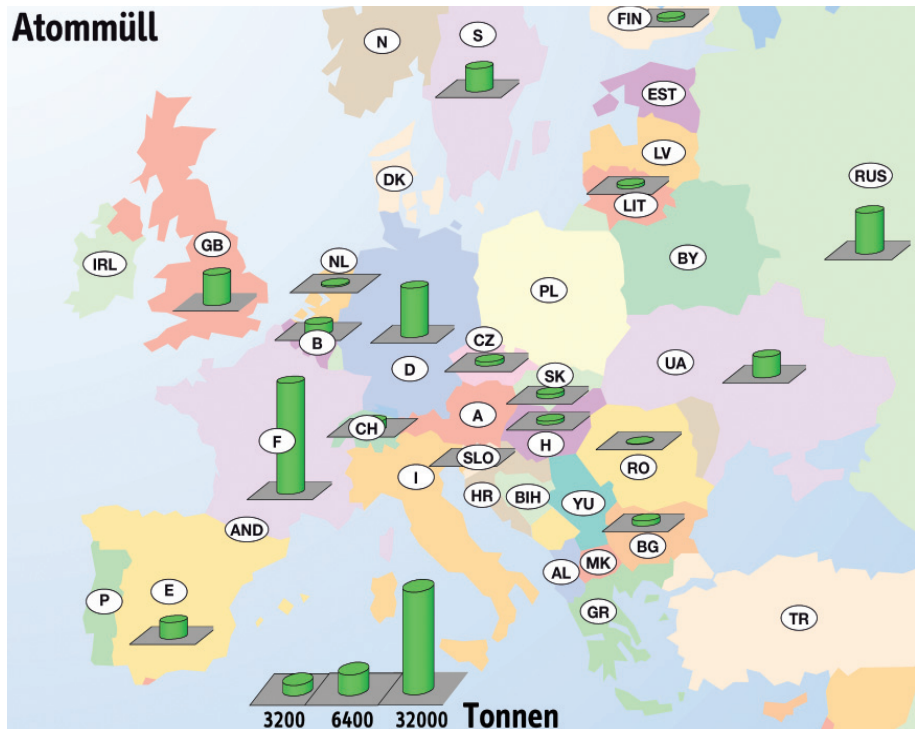 Atommüll
FIN
N
S
EST
LV
DK
RUS
LIT
GB
IRL
NL
BY
PL
B
CZ
UA
D
SK
A
CH
F
H
SLO
RO
I
HR
BIH
YU
AND
BG
MK
AL
E
P
GR
TR
3200 6400 32000 Tonnen